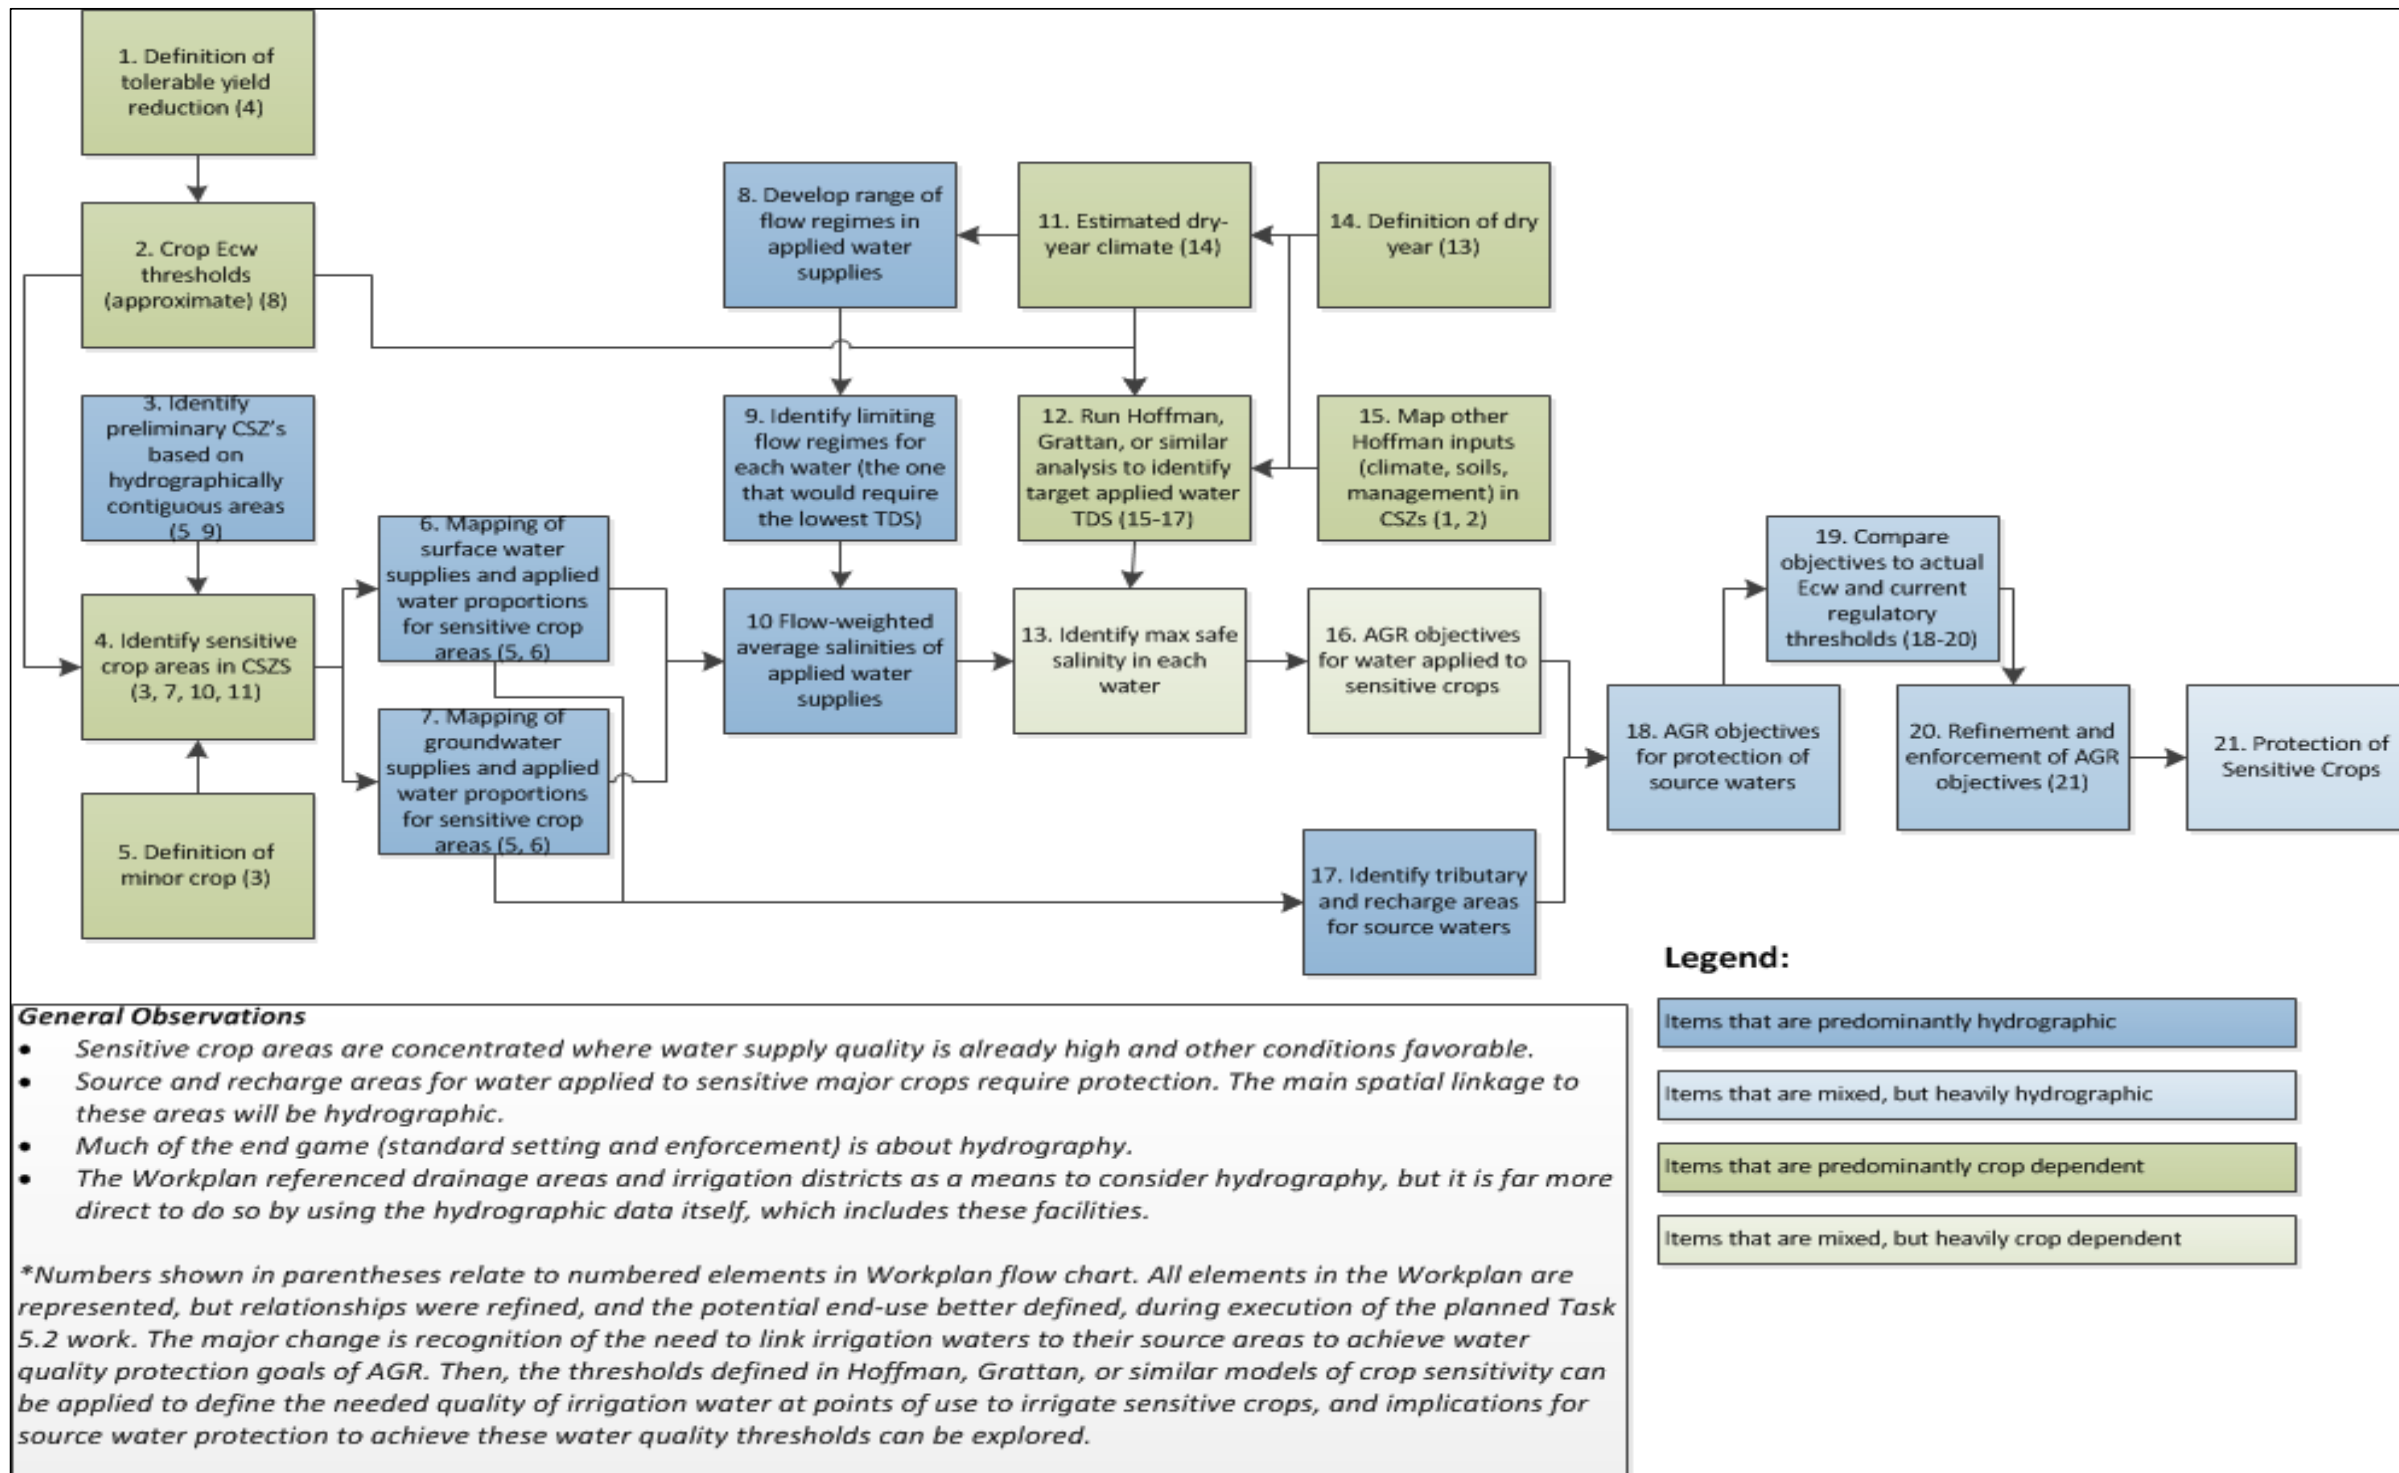 1. Definition of
tolerable yield
reduction (4)
2. Crop Ecw
thresholds
(approximate) (8)
3. Identify
preliminary CSZ's
based on
hydrographically
contiguous areas
(5, 9)
4. Identify sensitive
crop areas in CSZS
(3, 7, 10, 11)
5. Definition of
minor crop (3)
6. Mapping of
surface water
supplies and applied
water proportions
for sensitive crop
areas (5, 6)
7. Mapping of
groundwater
supplies and applied
water proportions
for sensitive crop
areas (5, 6)
8. Develop range of
flow regimes in
applied water
supplies
9. Identify limiting
flow regimes for
each water (the one
that would require
the lowest TDS)
10 Flow-weighted
average salinities of
applied water
supplies
11. Estimated dry-
year climate (14)
12. Run Hoffman,
Grattan, or similar
analysis to identify
target applied water
TDS (15-17)
13. Identify max safe
salinity in each
water
14. Definition of dry
year (13)
15. Map other
Hoffman inputs
(climate, soils,
management) in
CSZs (1, 2)
16. AGR objectives
for water applied to
sensitive crops
17. Identify tributary
and recharge areas
for source waters
18. AGR objectives
for protection of
source waters
19. Compare
objectives to actual
Ecw and current
regulatory
thresholds (18-20)
20. Refinement and
enforcement of AGR
objectives (21)
21. Protection of
Sensitive Crops
Legend:
Items that are predominantly hydrographic
Items that are mixed, but heavily hydrographic
Items that are predominantly crop dependent
Items that are mixed, but heavily crop dependent
General Observations
• Sensitive crop areas are concentrated where water supply quality is already high and other conditions favorable.
• Source and recharge areas for water applied to sensitive major crops require protection. The main spatial linkage to
these areas will be hydrographic.
• Much of the end game (standard setting and enforcement) is about hydrography.
• The Workplan referenced drainage areas and irrigation districts as a means to consider hydrography, but it is far more
direct to do so by using the hydrographic data itself, which includes these facilities.
*Numbers shown in parentheses relate to numbered elements in Workplan flow chart. All elements in the Workplan are
represented, but relationships were refined, and the potential end-use better defined, during execution of the planned Task
5.2 work. The major change is recognition of the need to link irrigation waters to their source areas to achieve water
quality protection goals of AGR. Then, the thresholds defined in Hoffman, Grattan, or similar models of crop sensitivity can
be applied to define the needed quality of irrigation water at points of use to irrigate sensitive crops, and implications for
source water protection to achieve these water quality thresholds can be explored.